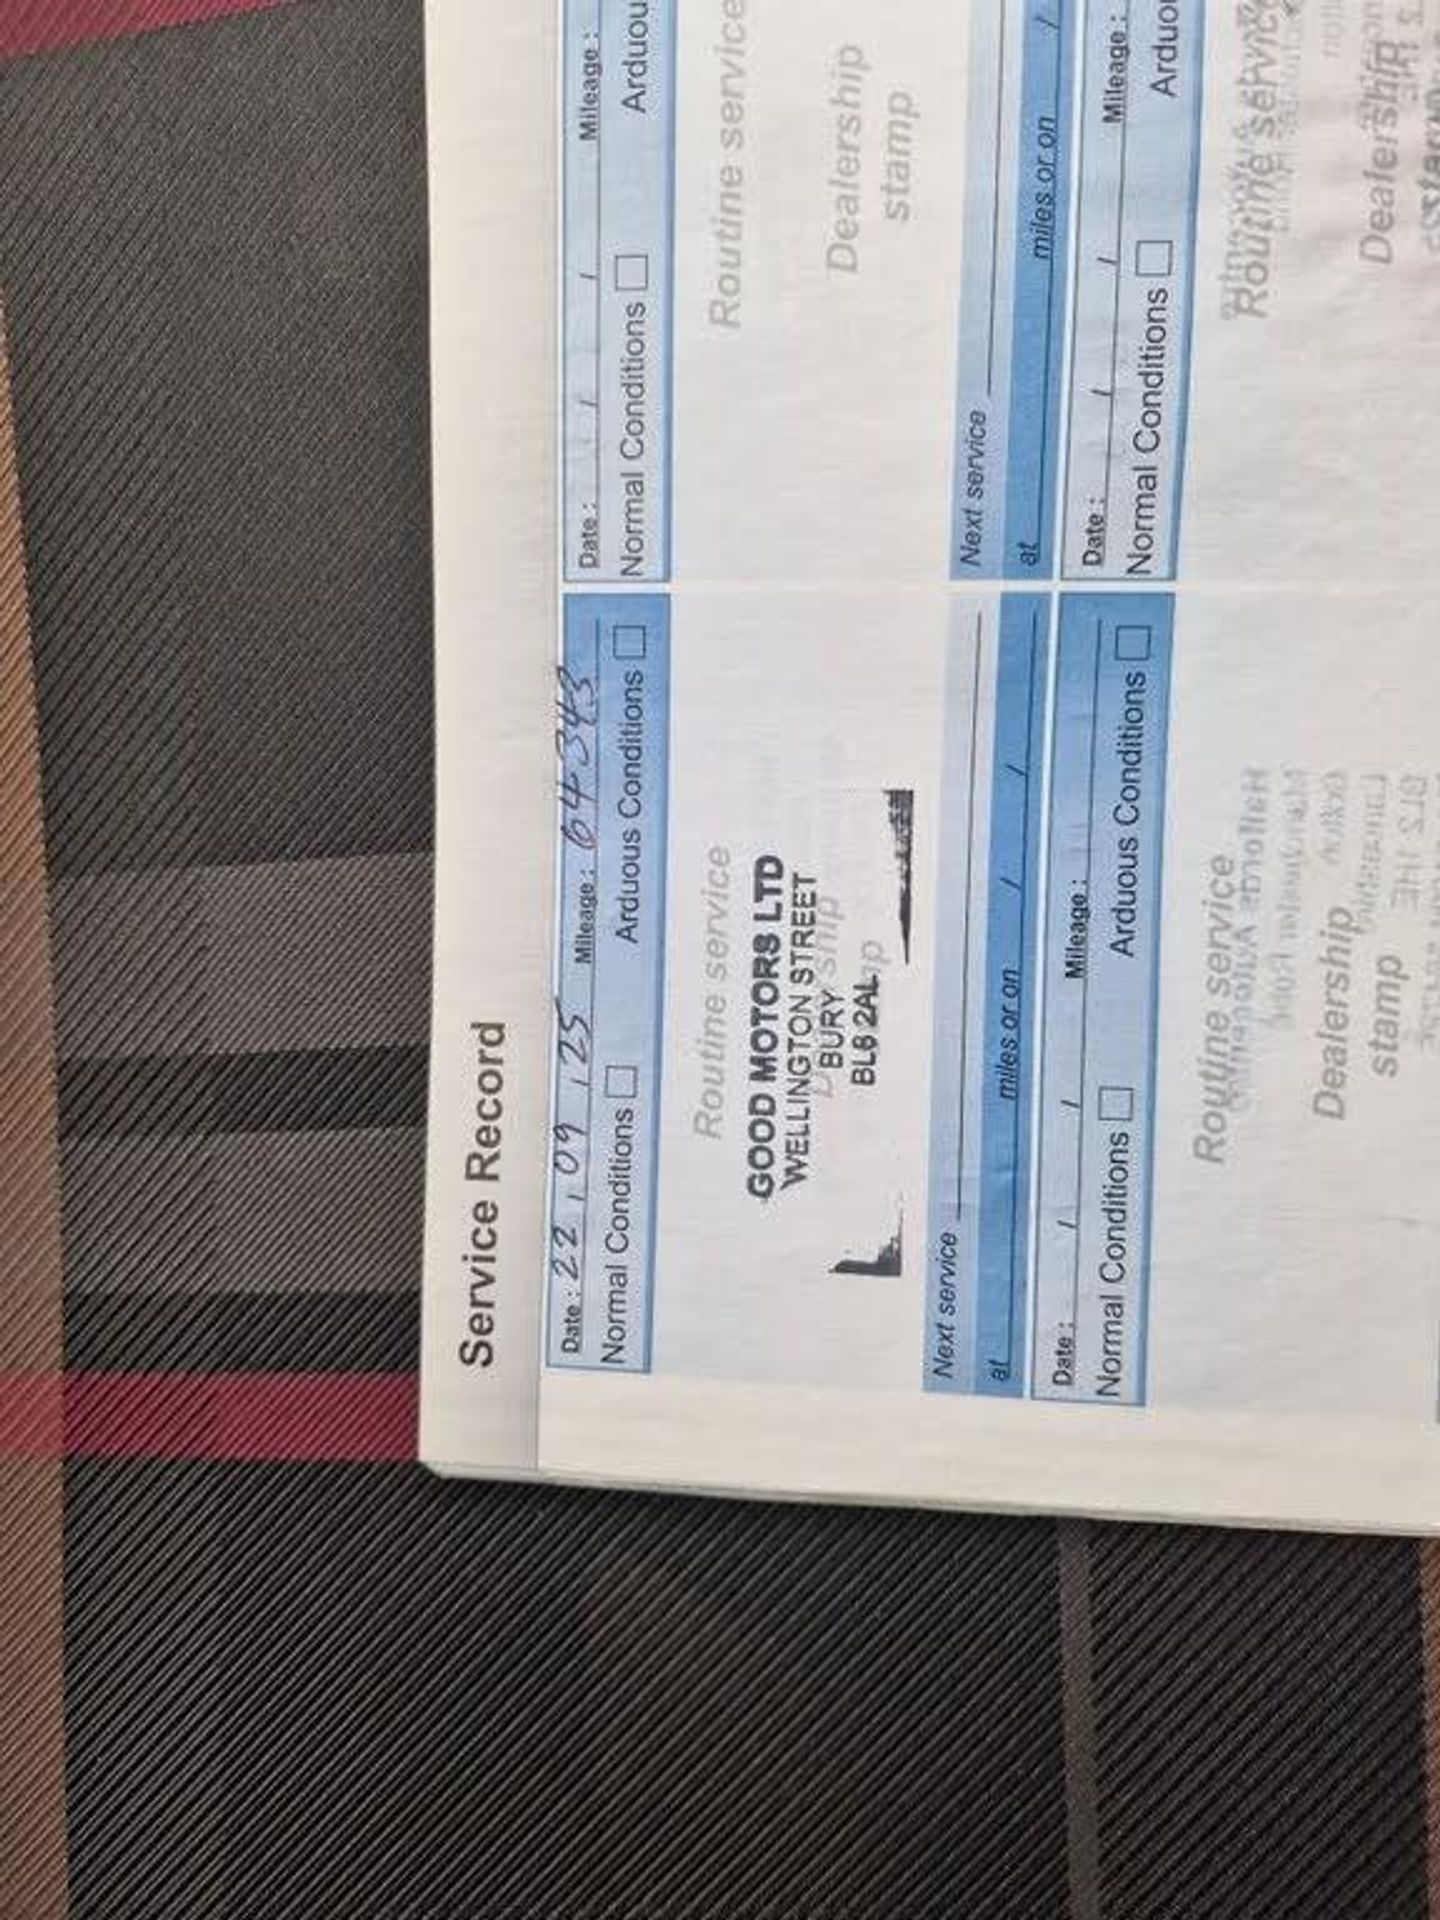 Service Record
Date : 22 / 09 / 25 Mileage : 64343
Normal Conditions Arduous Conditions
Routine service
GOOD MOTORS LTD
WELLINGTON STREET
BURY
BL8 2AL
Next service
at miles or on / /
Date : / / Mileage :
Normal Conditions Arduous Conditions
Routine service
Dealership
stamp
Date : / / Mileage :
Normal Conditions Arduou
Routine service
Dealership
stamp
Next service
at miles or on /
Date : / / Mileage :
Normal Conditions Arduou
Routine service
Dealership